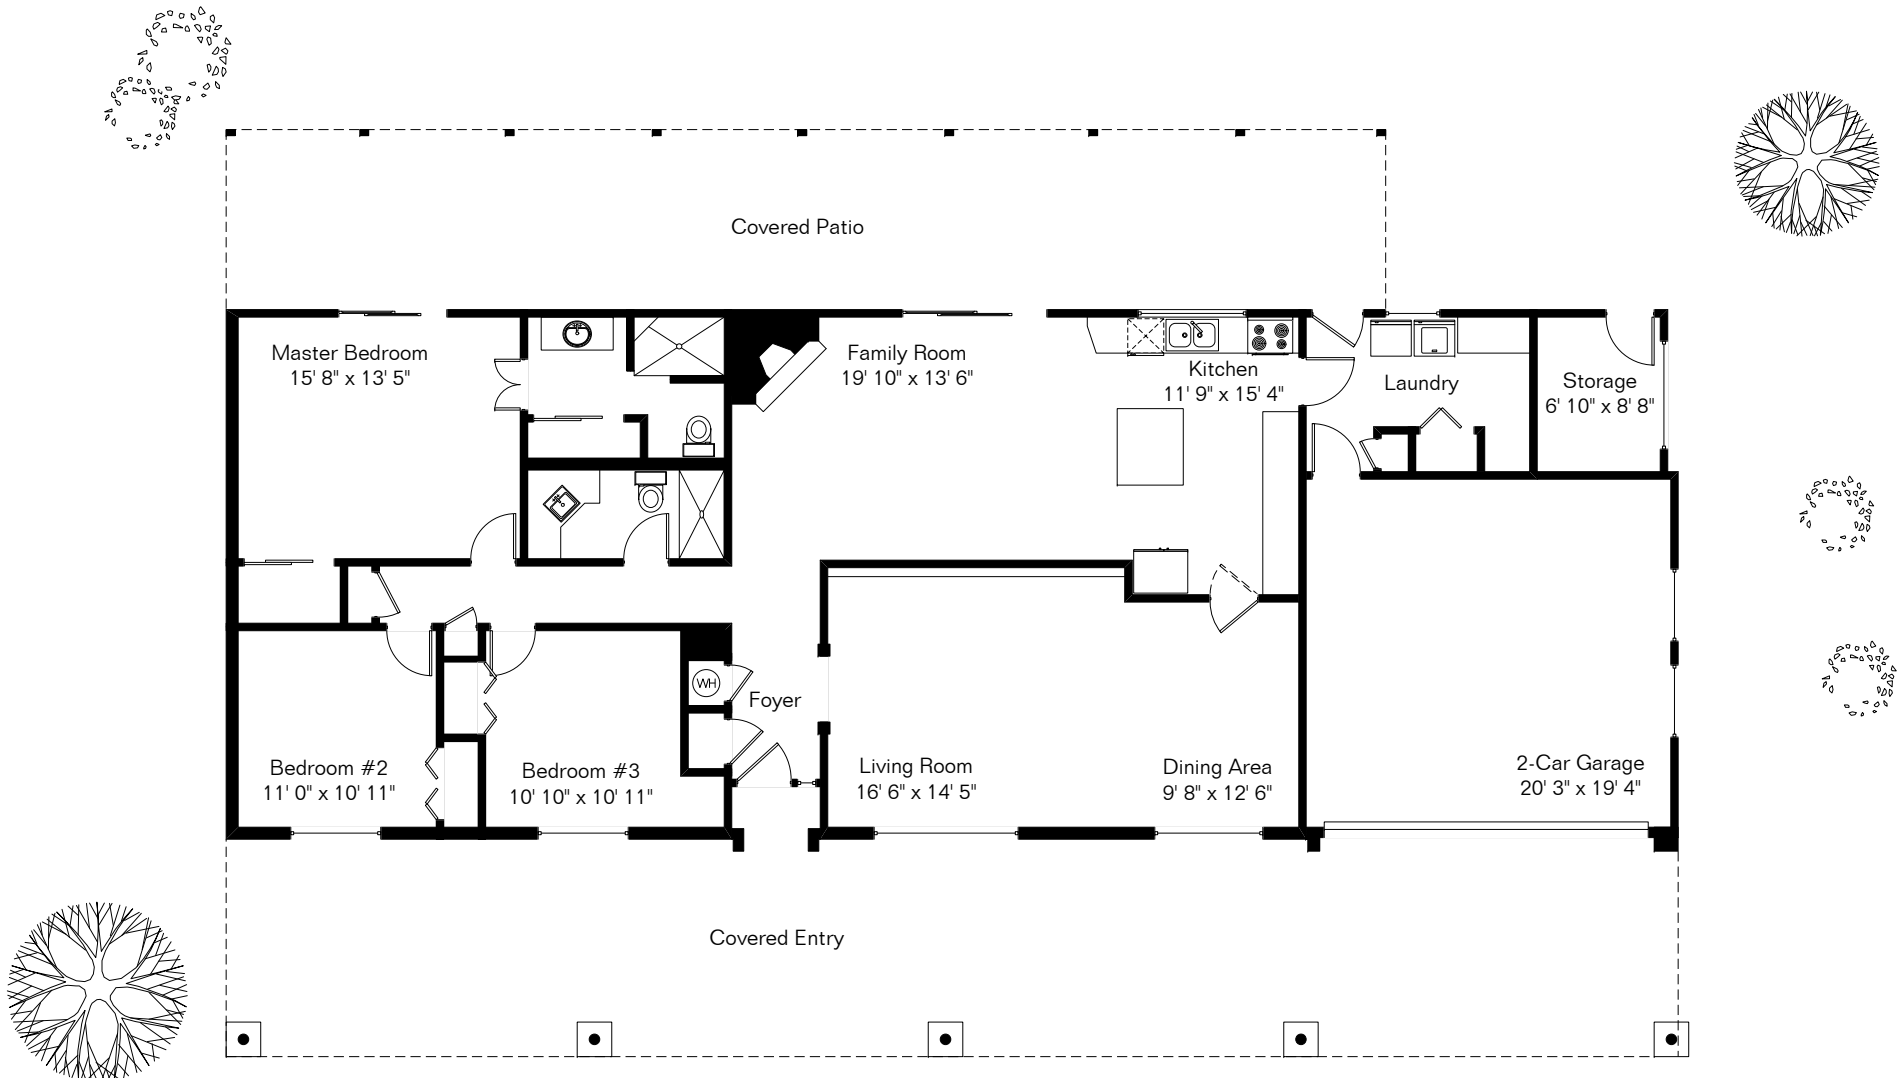 Covered Patio
Master Bedroom
15' 8" x 13' 5"
Family Room
19' 10" x 13' 6"
Kitchen
11' 9" x 15' 4"
Laundry
Storage
6' 10" x 8' 8"
WH
Foyer
Bedroom #2
11' 0" x 10' 11"
Bedroom #3
10' 10" x 10' 11"
Living Room
16' 6" x 14' 5"
Dining Area
9' 8" x 12' 6"
2-Car Garage
20' 3" x 19' 4"
Covered Entry